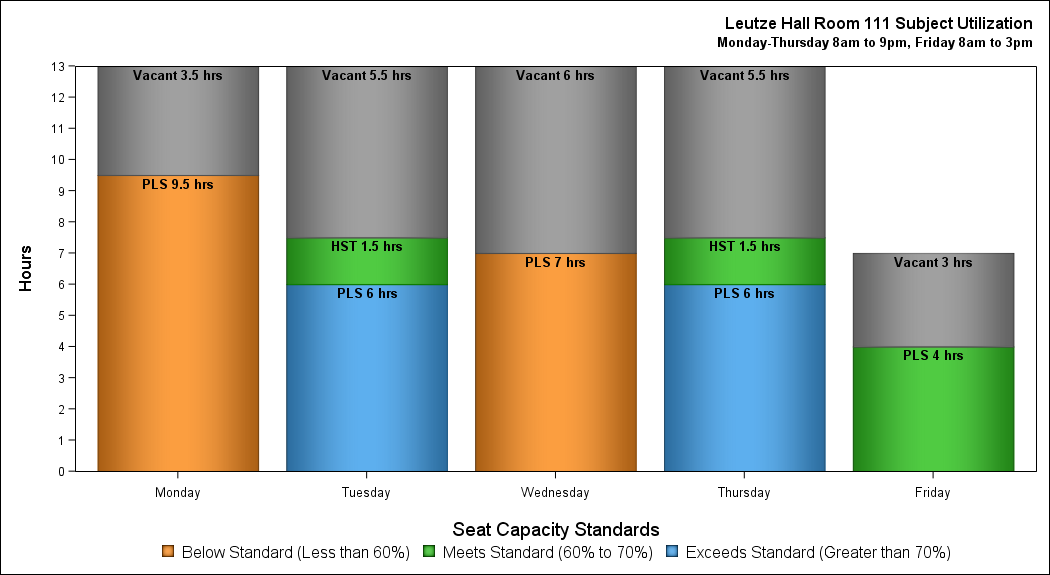 Leutze Hall Room 111 Subject Utilization
Monday-Thursday 8am to 9pm, Friday 8am to 3pm
Hours
13
12
11
10
9
8
7
6
5
4
3
2
1
0
Vacant 3.5 hrs
PLS 9.5 hrs
Vacant 5.5 hrs
HST 1.5 hrs
PLS 6 hrs
Vacant 6 hrs
PLS 7 hrs
Vacant 5.5 hrs
HST 1.5 hrs
PLS 6 hrs
Vacant 3 hrs
PLS 4 hrs
Monday Tuesday Wednesday Thursday Friday
Seat Capacity Standards
Below Standard (Less than 60%) Meets Standard (60% to 70%) Exceeds Standard (Greater than 70%)